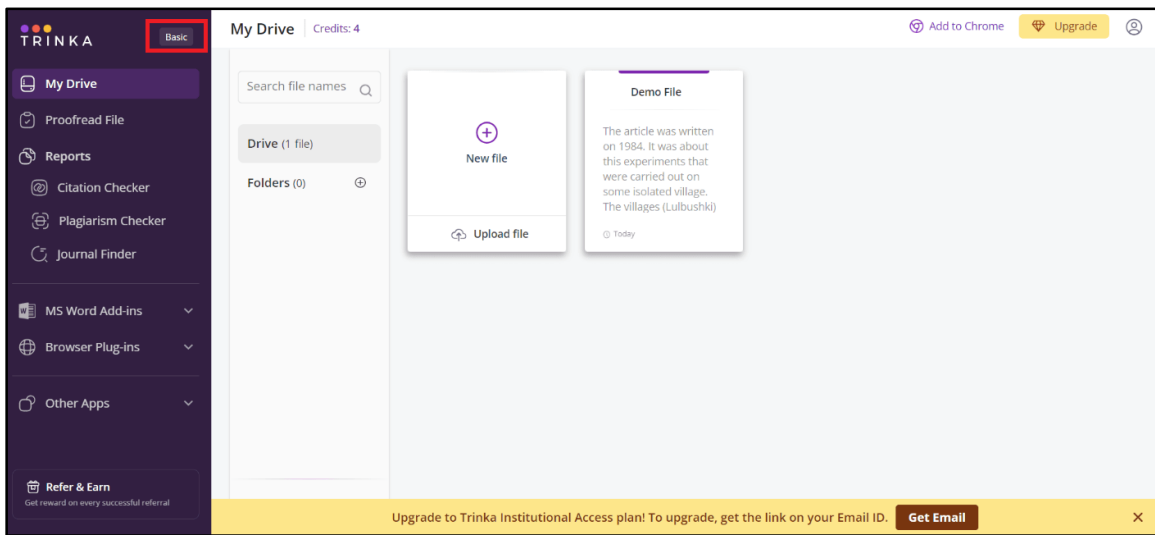 TRINKA
Basic
My Drive
Proofread File
Reports
Citation Checker
Plagiarism Checker
Journal Finder
MS Word Add-ins
Browser Plug-ins
Other Apps
Refer & Earn
Get reward on every successful referral
My Drive
Credits: 4
Add to Chrome
Upgrade
Search file names
Drive (1 file)
Folders (0)
New file
Upload file
Demo File
The article was written
on 1984. It was about
this experiments that
were carried out on
some isolated village.
The villages (Lulbushki)
Today
Upgrade to Trinka Institutional Access plan! To upgrade, get the link on your Email ID.
Get Email